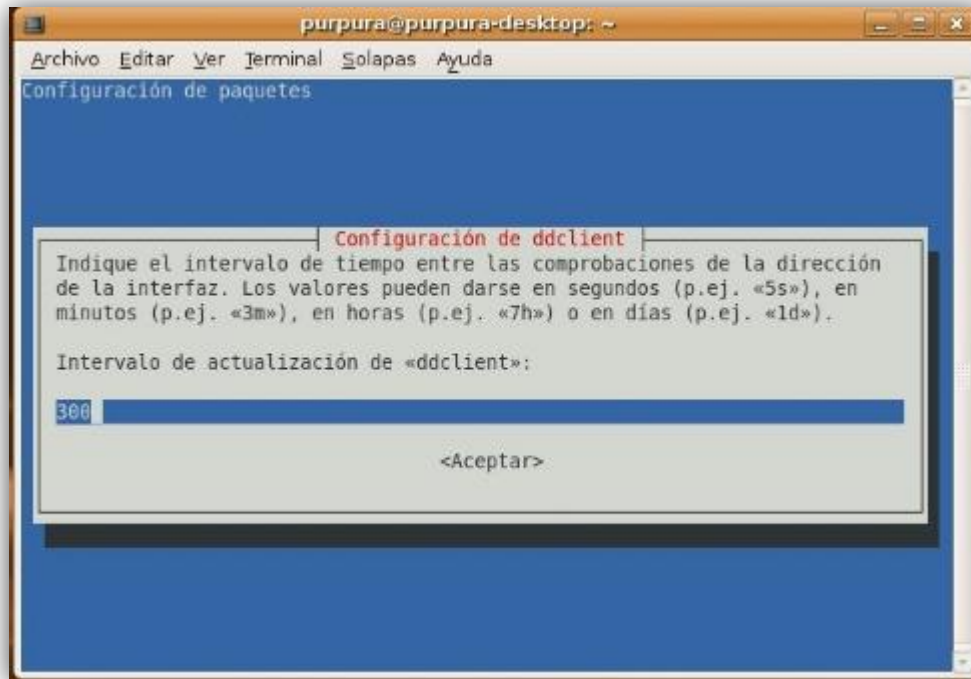 purpura@purpura-desktop: ~
Archivo Editar Ver Terminal Solapas Ayuda
Configuración de paquetes
Configuración de ddclient
Indique el intervalo de tiempo entre las comprobaciones de la dirección
de la interfaz. Los valores pueden darse en segundos (p.ej. «5s»), en
minutos (p.ej. «3m»), en horas (p.ej. «7h») o en días (p.ej. «1d»).
Intervalo de actualización de «ddclient»:
300
<Aceptar>